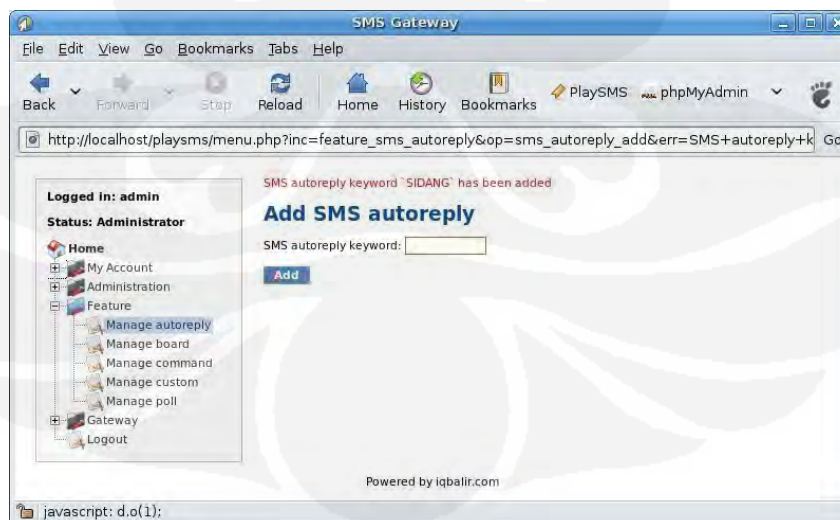 SMS Gateway
File Edit View Go Bookmarks Tabs Help
Back Forward Stop Reload Home History Bookmarks PlaySMS phpMyAdmin
http://localhost/playsms/menu.php?inc=feature_sms_autoreply&op=sms_autoreply_add&err=SMS+autoreply+k Go
Logged in: admin
Status: Administrator
Home
My Account
Administration
Feature
Manage autoreply
Manage board
Manage command
Manage custom
Manage poll
Gateway
Logout
SMS autoreply keyword `SIDANG` has been added
Add SMS autoreply
SMS autoreply keyword:
Add
Powered by iqbalir.com
javascript: d.o(1);